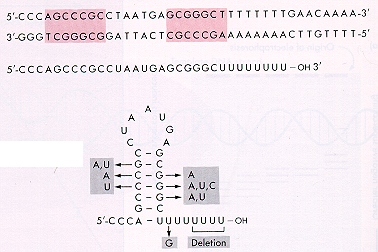 5′-CCCAGCCCGCCTAATGAGCGGGCTTTTTTTTGAACAAAA-3′
3′-GGGTCGGGCGGATTACTCGCCCGAAAAAAAACTTGTTTT-5′
5′-CCCAGCCCGCCUAAUGAGCGGGCUUUUUUUU-OH 3′
A
A U
U G
C A
C - G
A,U G - C
A C - G A
U C - G A,U,C
C - G A,U
G - C
5′-CCCA - UUUUUUUU-OH
G Deletion